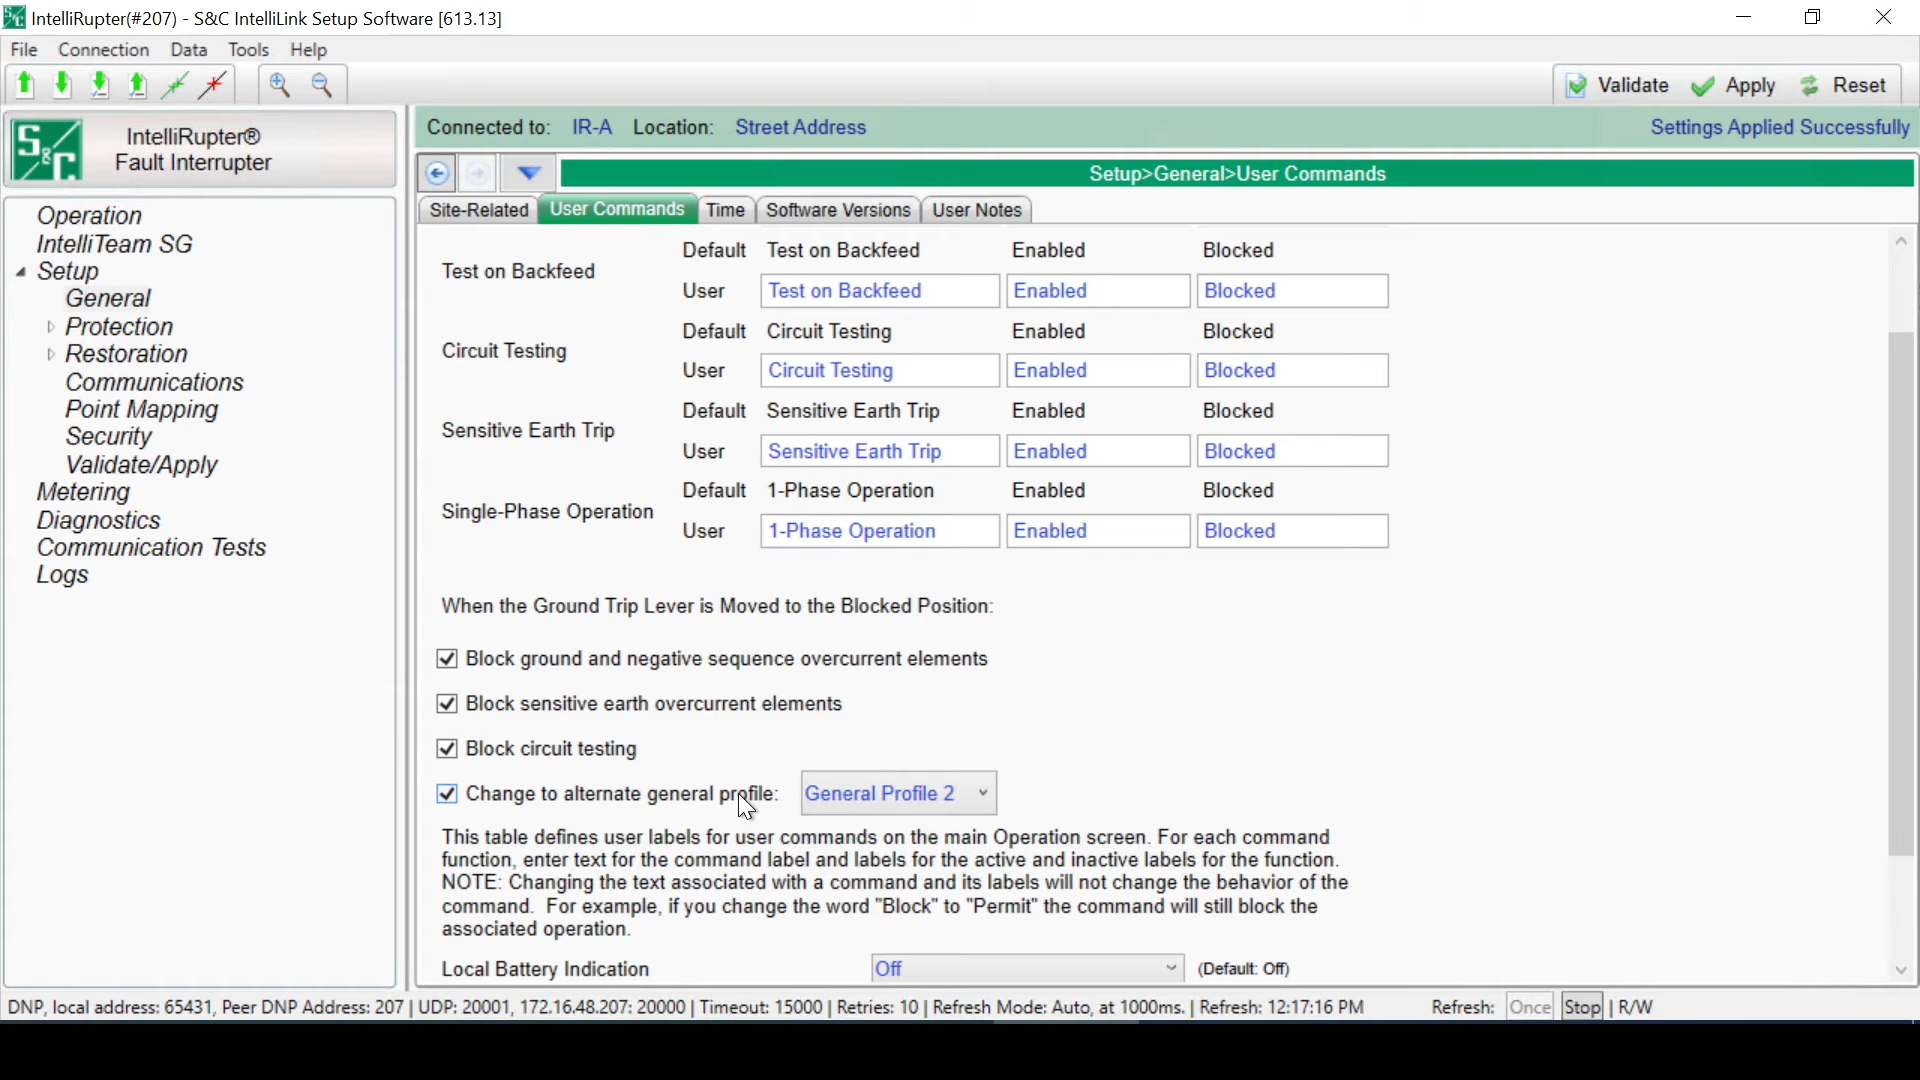 IntelliRupter(#207) - S&C IntelliLink Setup Software [613.13]
File Connection Data Tools Help
Validate Apply Reset
S&C
IntelliRupter®
Fault Interrupter
Connected to: IR-A Location: Street Address Settings Applied Successfully
Setup>General>User Commands
Site-Related User Commands Time Software Versions User Notes
Operation
IntelliTeam SG
Setup
General
Protection
Restoration
Communications
Point Mapping
Security
Validate/Apply
Metering
Diagnostics
Communication Tests
Logs
Test on Backfeed
Default Test on Backfeed Enabled Blocked
User Test on Backfeed Enabled Blocked
Circuit Testing
Default Circuit Testing Enabled Blocked
User Circuit Testing Enabled Blocked
Sensitive Earth Trip
Default Sensitive Earth Trip Enabled Blocked
User Sensitive Earth Trip Enabled Blocked
Single-Phase Operation
Default 1-Phase Operation Enabled Blocked
User 1-Phase Operation Enabled Blocked
When the Ground Trip Lever is Moved to the Blocked Position:
Block ground and negative sequence overcurrent elements
Block sensitive earth overcurrent elements
Block circuit testing
Change to alternate general profile: General Profile 2
This table defines user labels for user commands on the main Operation screen. For each command
function, enter text for the command label and labels for the active and inactive labels for the function.
NOTE: Changing the text associated with a command and its labels will not change the behavior of the
command. For example, if you change the word "Block" to "Permit" the command will still block the
associated operation.
Local Battery Indication Off (Default: Off)
DNP, local address: 65431, Peer DNP Address: 207 | UDP: 20001, 172.16.48.207: 20000 | Timeout: 15000 | Retries: 10 | Refresh Mode: Auto, at 1000ms. | Refresh: 12:17:16 PM Refresh: Once Stop | R/W